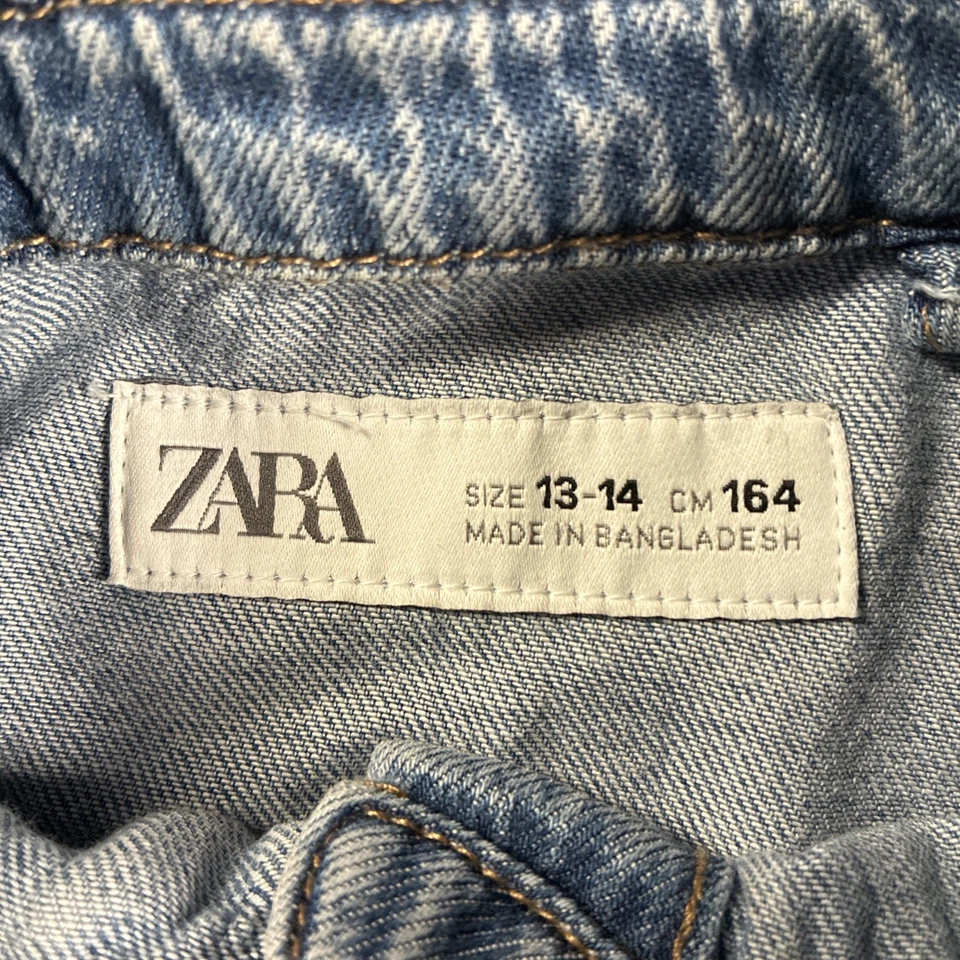 ZARA
SIZE 13-14 CM 164
MADE IN BANGLADESH